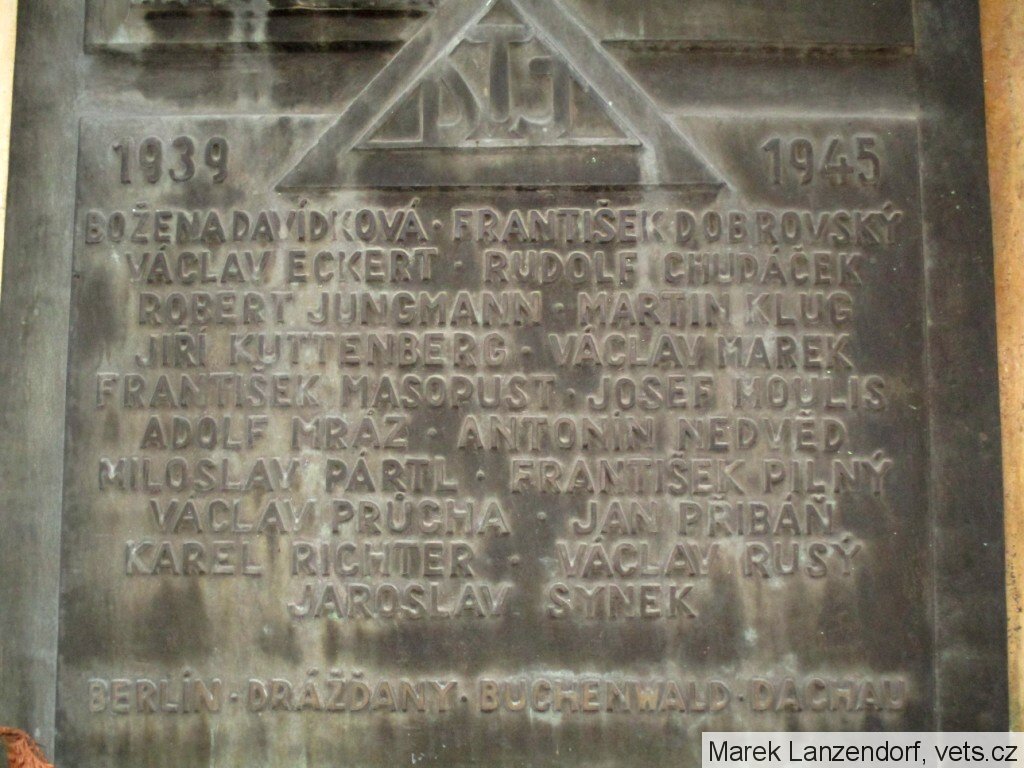 1939 1945
BOŽENA DAVÍDKOVÁ · FRANTIŠEK DOBROVSKÝ
VÁCLAV ECKERT · RUDOLF CHUDÁČEK
ROBERT JUNGMANN · MARTIN KLUG
JIŘÍ KUTTENBERG · VÁCLAV MAREK
FRANTIŠEK MASOPUST · JOSEF MOULIS
ADOLF MRÁZ · ANTONÍN NEDVĚD
MILOSLAV PÁRTL · FRANTIŠEK PILNÝ
VÁCLAV PRŮCHA · JAN PŘIBÁŇ
KAREL RICHTER · VÁCLAV RUSÝ
JAROSLAV SYNEK
BERLÍN · DRÁŽĎANY · BUCHENWALD · DACHAU
Marek Lanzendorf, vets.cz